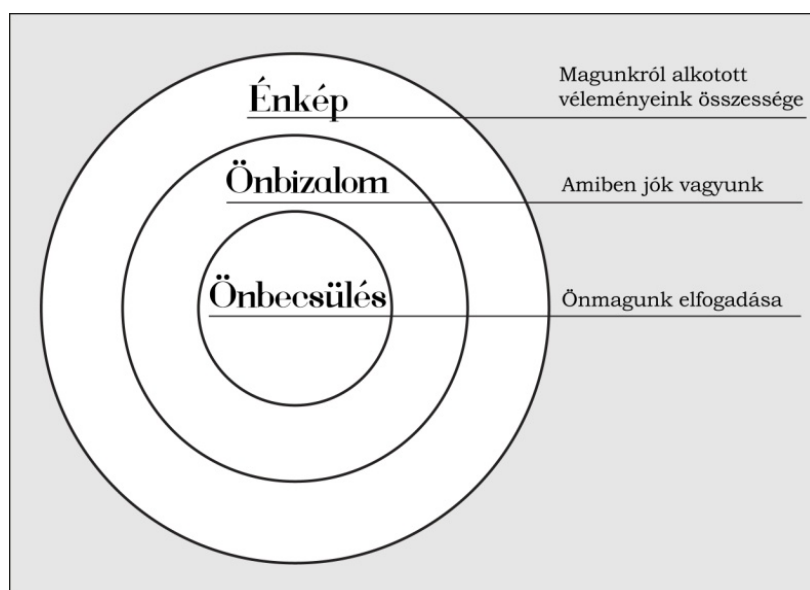 Énkép
Magunkról alkotott
véleményeink összessége
Önbizalom
Amiben jók vagyunk
Önbecsülés
Önmagunk elfogadása